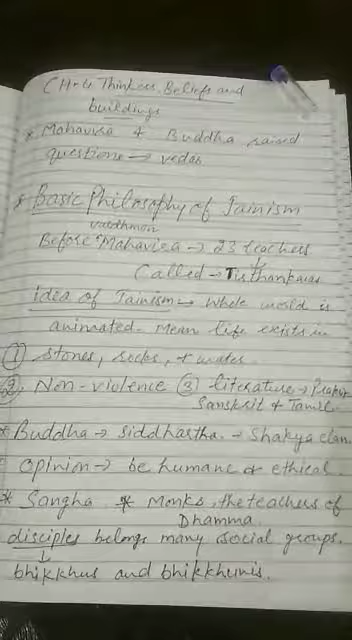 CH-4 Thinkers, Beliefs and
buildings
* Mahavira & Buddha raised
questions → vedas
* Basic Philosophy of Jainism
Vardhman
Before Mahavira → 23 teachers
↓
Called → Tirthankaras
idea of Jainism → Whole world is
animated. Mean life exists in
① stones, rocks, & water.
② Non-violence ③ literature → Prakrit
Sanskrit & Tamil.
* Buddha → Siddhartha. → Shakya clan
opinion → be humane & ethical
* Sangha * Monks, the teachers of
Dhamma.
disciples belongs many social groups.
↓
bhikkhus and bhikkhunis.